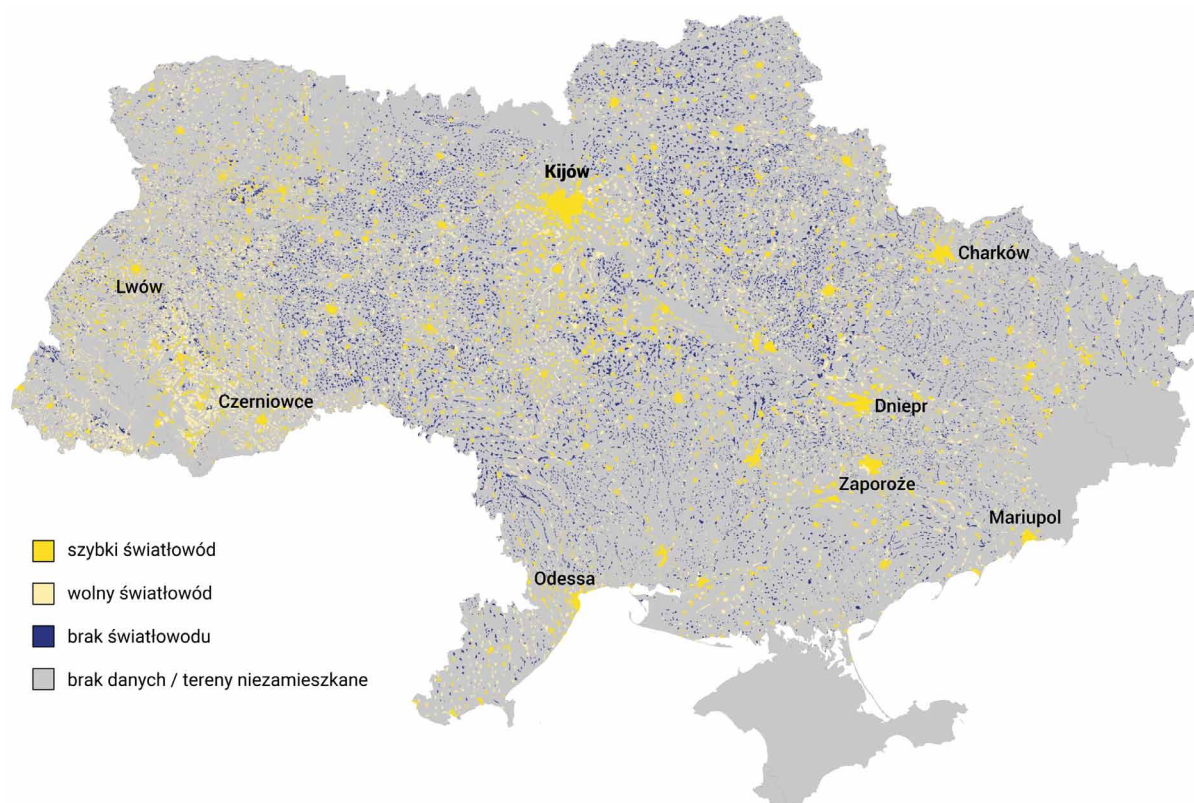 Kijów
Charków
Lwów
Czerniowce
Dniepr
Zaporoże
Mariupol
Odessa
szybki światłowód
wolny światłowód
brak światłowodu
brak danych / tereny niezamieszkane